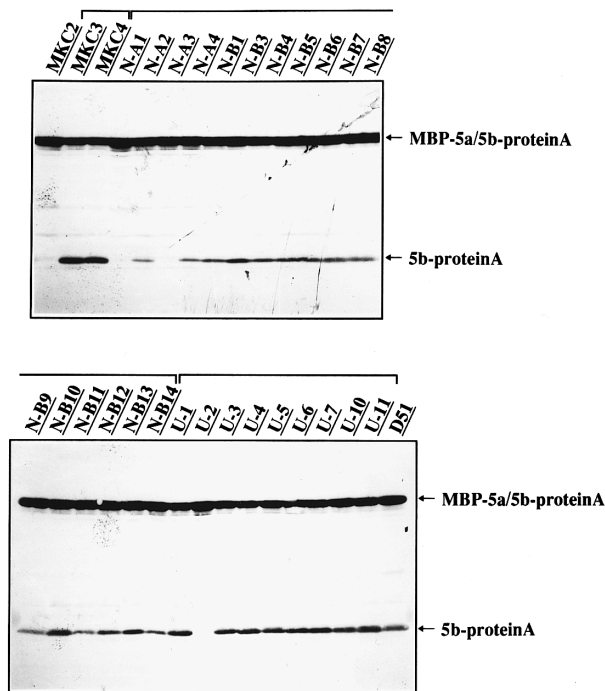 MKC2 MKC3 MKC4 N-A1 N-A2 N-A3 N-A4 N-B1 N-B3 N-B4 N-B5 N-B6 N-B7 N-B8
MBP-5a/5b-proteinA
5b-proteinA
N-B9 N-B10 N-B11 N-B12 N-B13 N-B14 U-1 U-2 U-3 U-4 U-5 U-6 U-7 U-10 U-11 D51
MBP-5a/5b-proteinA
5b-proteinA